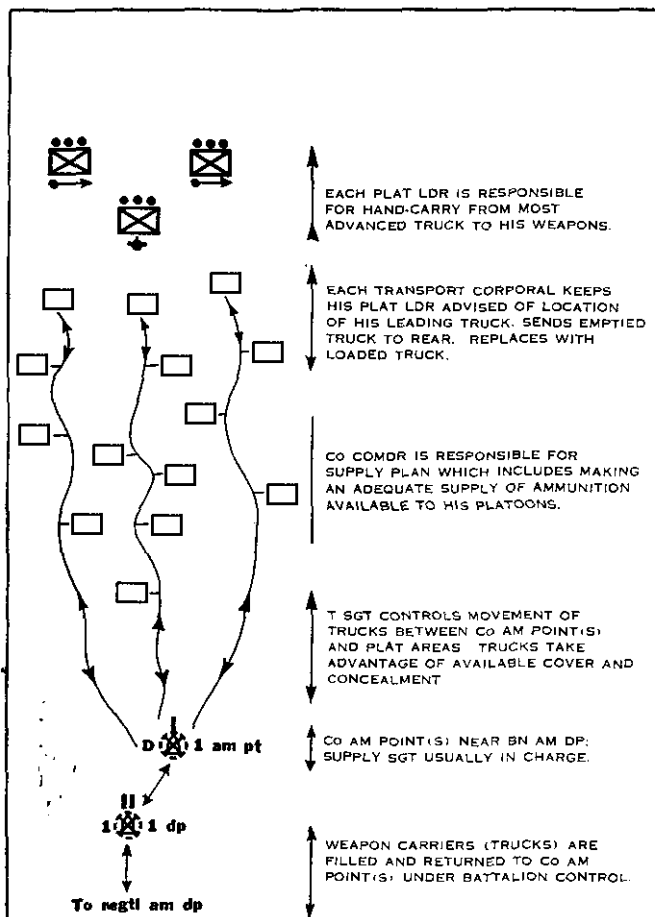 EACH PLAT LDR IS RESPONSIBLE
FOR HAND-CARRY FROM MOST
ADVANCED TRUCK TO HIS WEAPONS.
EACH TRANSPORT CORPORAL KEEPS
HIS PLAT LDR ADVISED OF LOCATION
OF HIS LEADING TRUCK. SENDS EMPTIED
TRUCK TO REAR. REPLACES WITH
LOADED TRUCK.
CO COMDR IS RESPONSIBLE FOR
SUPPLY PLAN WHICH INCLUDES MAKING
AN ADEQUATE SUPPLY OF AMMUNITION
AVAILABLE TO HIS PLATOONS.
T SGT CONTROLS MOVEMENT OF
TRUCKS BETWEEN CO AM POINT(S)
AND PLAT AREAS TRUCKS TAKE
ADVANTAGE OF AVAILABLE COVER AND
CONCEALMENT
D 1 am pt
CO AM POINT(S) NEAR BN AM DP;
SUPPLY SGT USUALLY IN CHARGE.
1 1 dp
WEAPON CARRIERS (TRUCKS) ARE
FILLED AND RETURNED TO CO AM
POINT(S) UNDER BATTALION CONTROL.
To regtl am dp